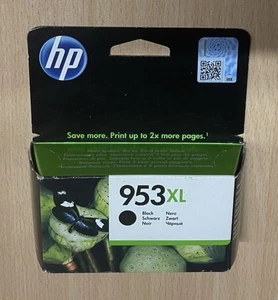 hp
Save more. Print up to 2x more pages!
953XL
Black Nero
Schwarz Zwart
Noir Чёрный